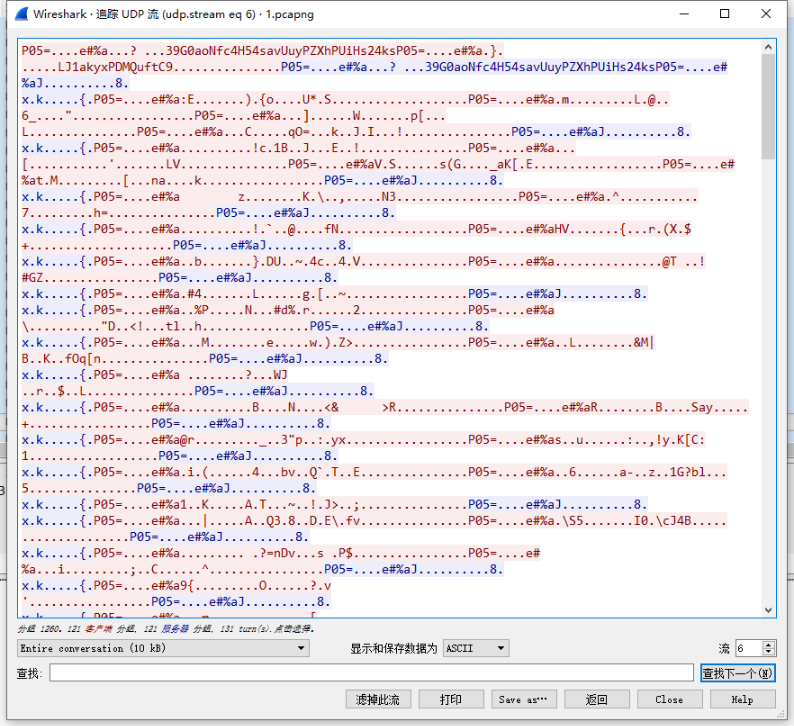 Wireshark · 追踪 UDP 流 (udp.stream eq 6) · 1.pcapng
P05=....e#%a...? ...39G0aoNfc4H54savUuyPZXhPUiHs24ksP05=....e#%a.}.
.....LJ1akyxPDMQuftC9...............P05=....e#%a...? ...39G0aoNfc4H54savUuyPZXhPUiHs24ksP05=....e#
%aJ..........8.
x.k.....{.P05=....e#%a:E.......).{o....U*.S..................P05=....e#%a.m.........L.@..
6_...."................P05=....e#%a...]......W.......p[...
L..............P05=....e#%a...C.....qO=...k..J.I...!..............P05=....e#%aJ..........8.
x.k.....{.P05=....e#%a..........!c.1B..J...E..!..............P05=....e#%a...
[..........'.......LV..............P05=....e#%aV.S......s(G...._aK[.E.................P05=....e#
%at.M........[...na....k................P05=....e#%aJ..........8.
x.k.....{.P05=....e#%a z........K.\..,.....N3................P05=....e#%a.^...........
7........h=..............P05=....e#%aJ..........8.
x.k.....{.P05=....e#%a..........!.`..@....fN.................P05=....e#%aHV.......{...r.(X.$
+...................P05=....e#%aJ..........8.
x.k.....{.P05=....e#%a..b.......}.DU..~.4c..4.V..............P05=....e#%a..............@T ..!
#GZ...............P05=....e#%aJ..........8.
x.k.....{.P05=....e#%a.#4.......L......g.[..~................P05=....e#%aJ..........8.
x.k.....{.P05=....e#%a..%P.....N...#d%.r......2..............P05=....e#%a
\.........."D..<!...tl..h..............P05=....e#%aJ..........8.
x.k.....{.P05=....e#%a...M.......e.....w.).Z>...............P05=....e#%a..L........&M|
B..K..fOq[n..............P05=....e#%aJ..........8.
x.k.....{.P05=....e#%a ........?...WJ
..r..$..L..............P05=....e#%aJ..........8.
x.k.....{.P05=....e#%a.........B....N....<& >R..............P05=....e#%aR.......B....Say.....
+................P05=....e#%aJ..........8.
x.k.....{.P05=....e#%a@r........_..3"p..:.yx................P05=....e#%as..u......:..,!y.K[C:
1.................P05=....e#%aJ..........8.
x.k.....{.P05=....e#%a.i.(......4...bv..Q`.T..E..............P05=....e#%a..6......a-..z..1G?b1...
5..............P05=....e#%aJ..........8.
x.k.....{.P05=....e#%a1..K.....A.T...~..!.J>..;..............P05=....e#%aJ..........8.
x.k.....{.P05=....e#%a...|.....A..Q3.8..D.E\.fv..............P05=....e#%a.\S5.......I0.\cJ4B.....
..............P05=....e#%aJ..........8.
x.k.....{.P05=....e#%a........ .?=nDv...s .P$...............P05=....e#
%a...i........;..C......^...............P05=....e#%aJ..........8.
x.k.....{.P05=....e#%a9{.........O......?.v
'................P05=....e#%aJ..........8.
分组 1260。121 客户端 分组, 121 服务器 分组, 131 turn(s).点击选择。
Entire conversation (10 kB) 显示和保存数据为 ASCII 流 6
查找: 查找下一个(N)
滤掉此流 打印 Save as… 返回 Close Help